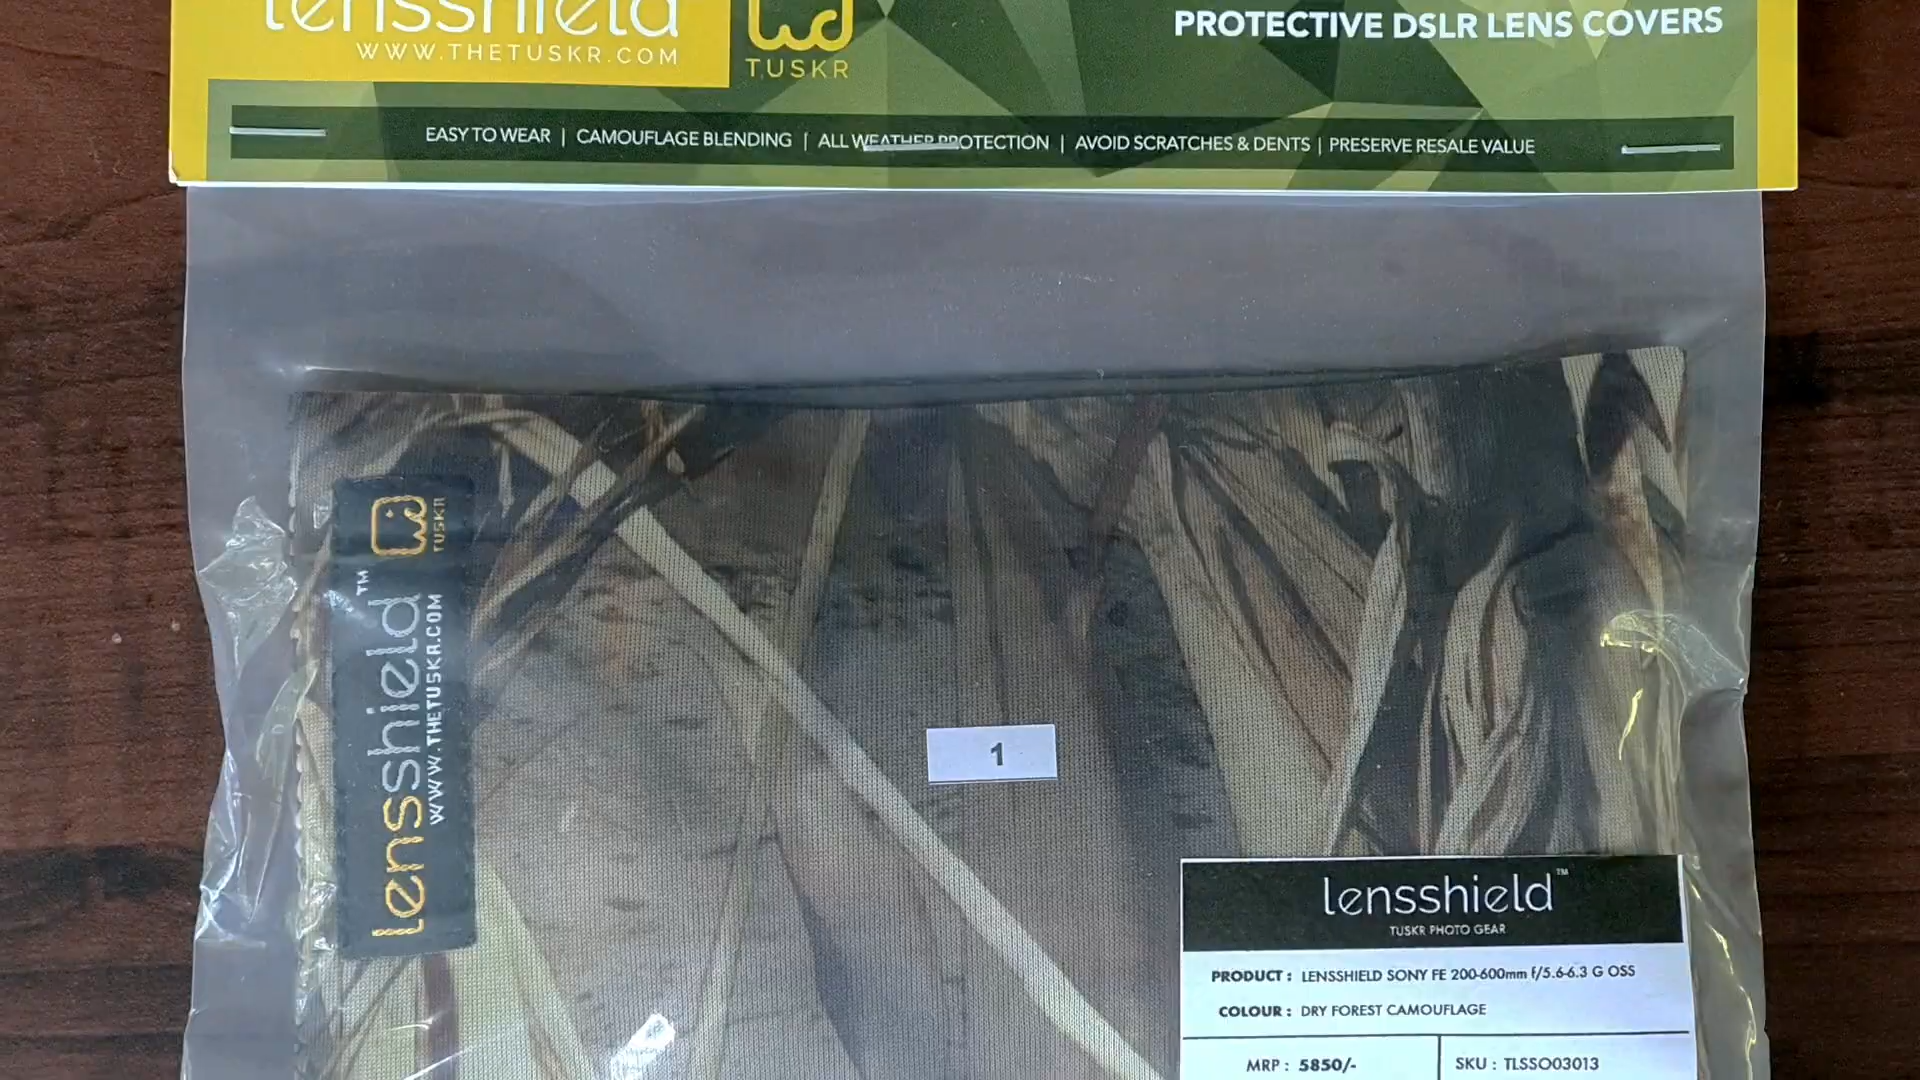 lensshield
WWW.THETUSKR.COM
TUSKR
PROTECTIVE DSLR LENS COVERS
EASY TO WEAR | CAMOUFLAGE BLENDING | ALL WEATHER PROTECTION | AVOID SCRATCHES & DENTS | PRESERVE RESALE VALUE
lensshield™
WWW.THETUSKR.COM
TUSKR
1
lensshield™
TUSKR PHOTO GEAR
PRODUCT : LENSSHIELD SONY FE 200-600mm f/5.6-6.3 G OSS
COLOUR : DRY FOREST CAMOUFLAGE
MRP : 5850/-
SKU : TLSSO03013